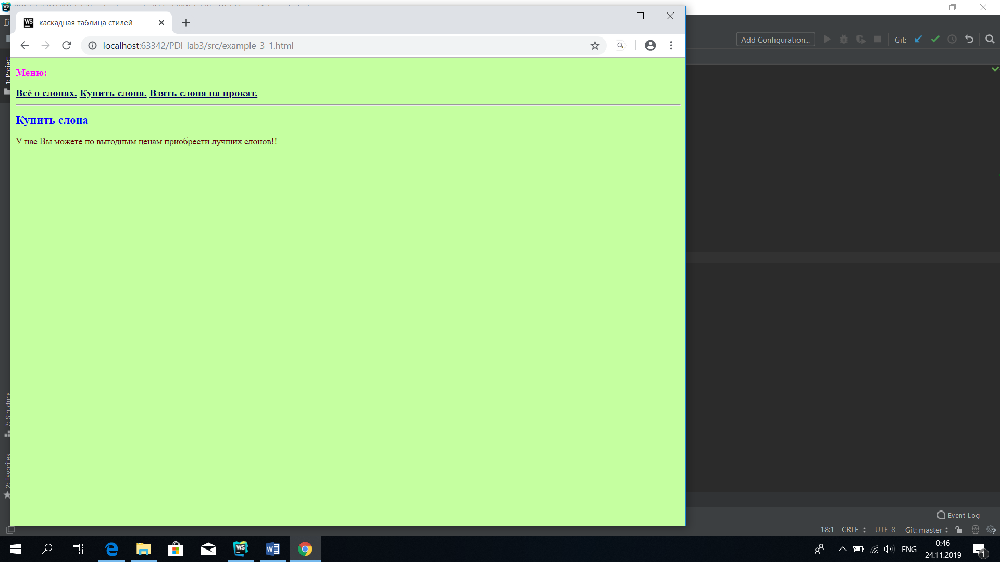 каскадная таблица стилей
localhost:63342/PDI_lab3/src/example_3_1.html
Add Configuration...
Git:
1: Project
Меню:
Всѐ о слонах. Купить слона. Взять слона на прокат.
Купить слона
У нас Вы можете по выгодным ценам приобрести лучших слонов!!
7: Structure
2: Favorites
Event Log
18:1 CRLF UTF-8 Git: master
ENG
0:46
24.11.2019
1